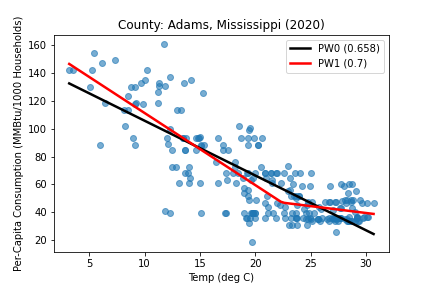 County: Adams, Mississippi (2020)
PW0 (0.658)
PW1 (0.7)
Per-Capita Consumption (MMBtu/1000 Households)
160
140
120
100
80
60
40
20
5 10 15 20 25 30
Temp (deg C)